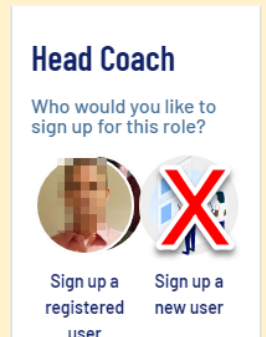 Head Coach
Who would you like to
sign up for this role?
Sign up a
registered
user
Sign up a
new user